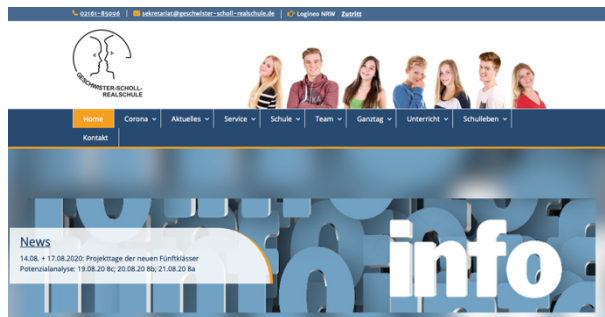 02161-85096 | sekretariat@geschwister-scholl-realschule.de | Logineo NRW Zutritt
GESCHWISTER-SCHOLL-
REALSCHULE
Home Corona Aktuelles Service Schule Team Ganztag Unterricht Schulleben
Kontakt
News
14.08. + 17.08.2020: Projekttage der neuen Fünftklässer
Potenzialanalyse: 19.08.20 8c; 20.08.20 8b; 21.08.20 8a
info